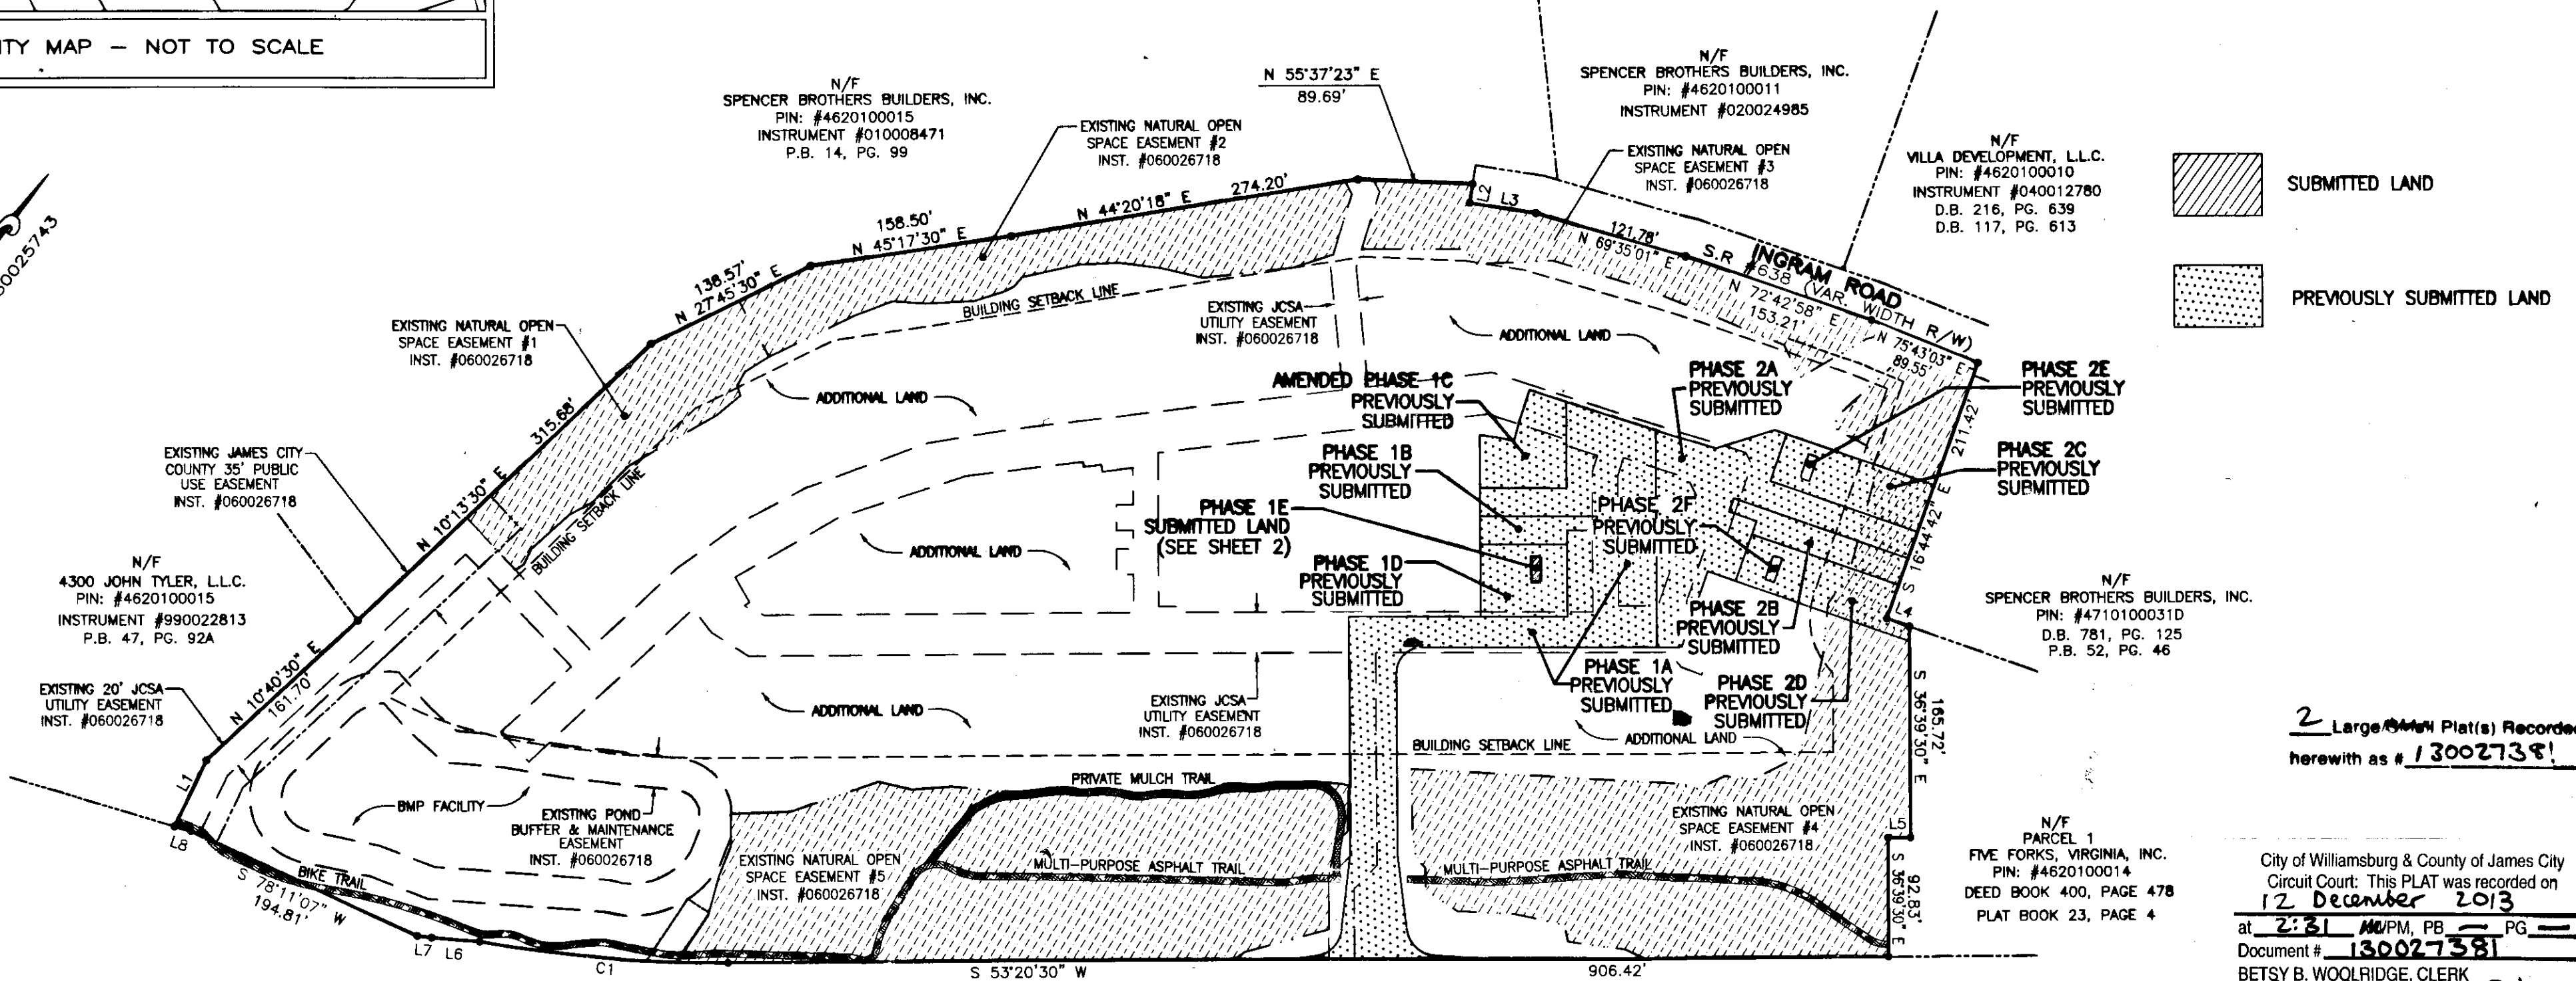 ITY MAP – NOT TO SCALE
0025743
N/F
SPENCER BROTHERS BUILDERS, INC.
PIN: #4620100015
INSTRUMENT #010008471
P.B. 14, PG. 99
EXISTING NATURAL OPEN
SPACE EASEMENT #2
INST. #060026718
N 55°37'23" E
89.69'
N/F
SPENCER BROTHERS BUILDERS, INC.
PIN: #4620100011
INSTRUMENT #020024985
EXISTING NATURAL OPEN
SPACE EASEMENT #3
INST. #060026718
N/F
VILLA DEVELOPMENT, L.L.C.
PIN: #4620100010
INSTRUMENT #040012780
D.B. 216, PG. 639
D.B. 117, PG. 613
SUBMITTED LAND
PREVIOUSLY SUBMITTED LAND
138.57'
N 27°45'30" E
158.50'
N 45°17'30" E
N 44°20'18" E 274.20'
L2
L3
121.78'
N 69°35'01" E
S.R #638 (VAR. WIDTH R/W)
INGRAM ROAD
N 72°42'58" E
153.21'
N 75°43'03" E
89.55'
EXISTING NATURAL OPEN
SPACE EASEMENT #1
INST. #060026718
BUILDING SETBACK LINE
EXISTING JCSA
UTILITY EASEMENT
INST. #060026718
ADDITIONAL LAND
ADDITIONAL LAND
315.68'
N 10°13'30" E
BUILDING SETBACK LINE
EXISTING JAMES CITY
COUNTY 35' PUBLIC
USE EASEMENT
INST. #060026718
AMENDED PHASE 1C
PREVIOUSLY
SUBMITTED
PHASE 2A
PREVIOUSLY
SUBMITTED
PHASE 2E
PREVIOUSLY
SUBMITTED
PHASE 1B
PREVIOUSLY
SUBMITTED
PHASE 2C
PREVIOUSLY
SUBMITTED
211.42'
S 16°44'42" E
PHASE 1E
SUBMITTED LAND
(SEE SHEET 2)
PHASE 2F
PREVIOUSLY
SUBMITTED
PHASE 1D
PREVIOUSLY
SUBMITTED
ADDITIONAL LAND
N/F
4300 JOHN TYLER, L.L.C.
PIN: #4620100015
INSTRUMENT #990022813
P.B. 47, PG. 92A
N/F
SPENCER BROTHERS BUILDERS, INC.
PIN: #4710100031D
D.B. 781, PG. 125
P.B. 52, PG. 46
L4
PHASE 2B
PREVIOUSLY
SUBMITTED
PHASE 1A
PREVIOUSLY
SUBMITTED
PHASE 2D
PREVIOUSLY
SUBMITTED
N 10°40'30" E
161.70'
EXISTING 20' JCSA
UTILITY EASEMENT
INST. #060026718
ADDITIONAL LAND
EXISTING JCSA
UTILITY EASEMENT
INST. #060026718
165.72'
S 36°39'30" E
BUILDING SETBACK LINE
ADDITIONAL LAND
2 Large Plat(s) Recorded
herewith as # 130027381
L1
PRIVATE MULCH TRAIL
BMP FACILITY
EXISTING POND
BUFFER & MAINTENANCE
EASEMENT
INST. #060026718
EXISTING NATURAL OPEN
SPACE EASEMENT #4
INST. #060026718
L5
L8
BIKE TRAIL
S 78°11'07" W
194.81'
EXISTING NATURAL OPEN
SPACE EASEMENT #5
INST. #060026718
MULTI-PURPOSE ASPHALT TRAIL
MULTI-PURPOSE ASPHALT TRAIL
92.83'
S 36°39'30" E
N/F
PARCEL 1
FIVE FORKS, VIRGINIA, INC.
PIN: #4620100014
DEED BOOK 400, PAGE 478
PLAT BOOK 23, PAGE 4
L7
L6
C1
S 53°20'30" W
906.42'
City of Williamsburg & County of James City
Circuit Court: This PLAT was recorded on
12 December 2013
at 2:31 AM/PM, PB — PG —
Document # 130027381
BETSY B. WOOLRIDGE, CLERK